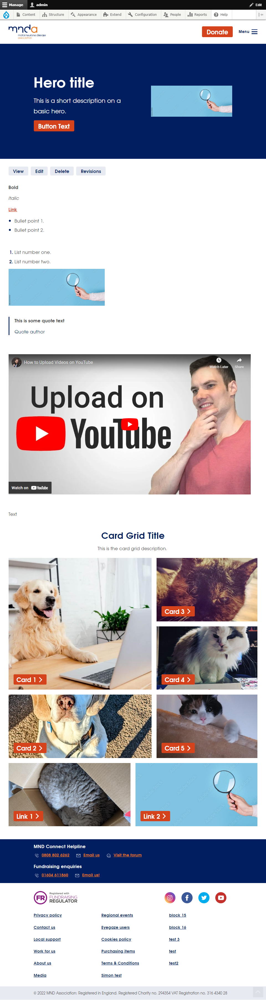 Manage admin Edit
Content Structure Appearance Extend Configuration People Reports Help
mnda
motor neurone disease
association
Donate
Menu
Hero title
This is a short description on a
basic hero.
Button Text
View Edit Delete Revisions
Bold
Italic
Link
Bullet point 1.
Bullet point 2.
1. List number one.
2. List number two.
This is some quote text
Quote author
How to Upload Videos on YouTube
Watch Later Share
Upload on
YouTube
Watch on YouTube
Text
Card Grid Title
This is the card grid description.
Card 3
Card 1
Card 4
Card 2
Card 5
Link 1
Link 2
MND Connect Helpline
0808 802 6262 Email us Visit the forum
Fundraising enquiries
01604 611860 Email us!
FR
Registered with
FUNDRAISING
REGULATOR
Privacy policy Regional events block 15
Contact us Eyegaze users block 16
Local support Cookies policy test 3
Work for us Purchasing items test
About us Terms & Conditions test2
Media Simon test
© 2022 MND Association: Registered in England. Registered Charity no. 294354 VAT Registration no. 316 4340 28